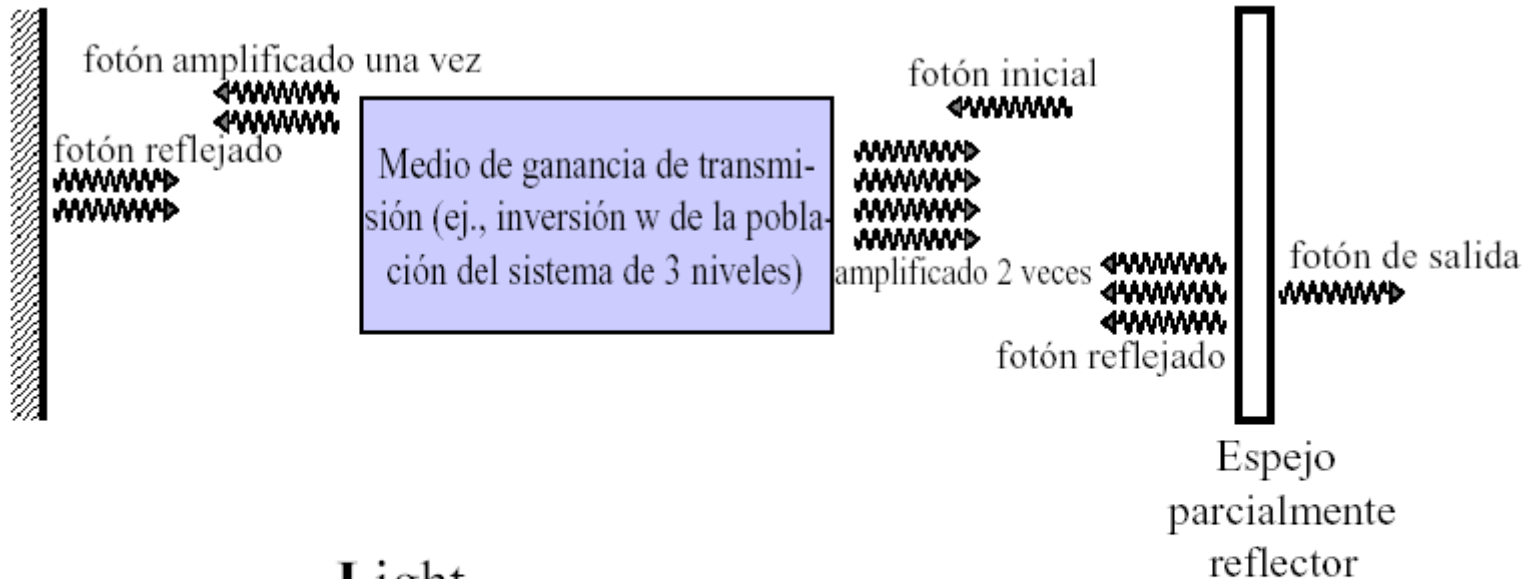 fotón amplificado una vez
fotón inicial
fotón reflejado
Medio de ganancia de transmi-
sión (ej., inversión w de la pobla-
ción del sistema de 3 niveles)
amplificado 2 veces
fotón de salida
fotón reflejado
Espejo
parcialmente
reflector
Light